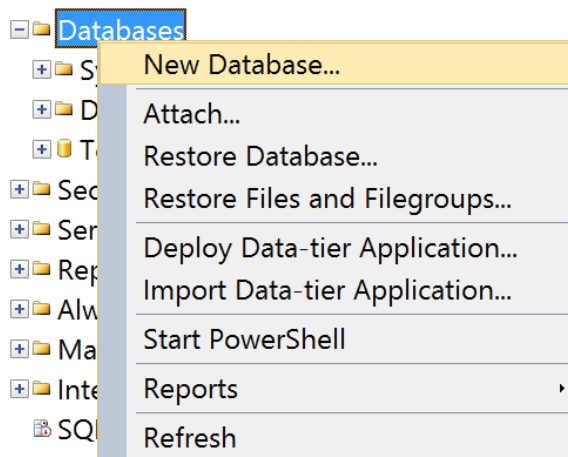 Databases
New Database...
Attach...
Restore Database...
Restore Files and Filegroups...
Deploy Data-tier Application...
Import Data-tier Application...
Start PowerShell
Reports
Refresh